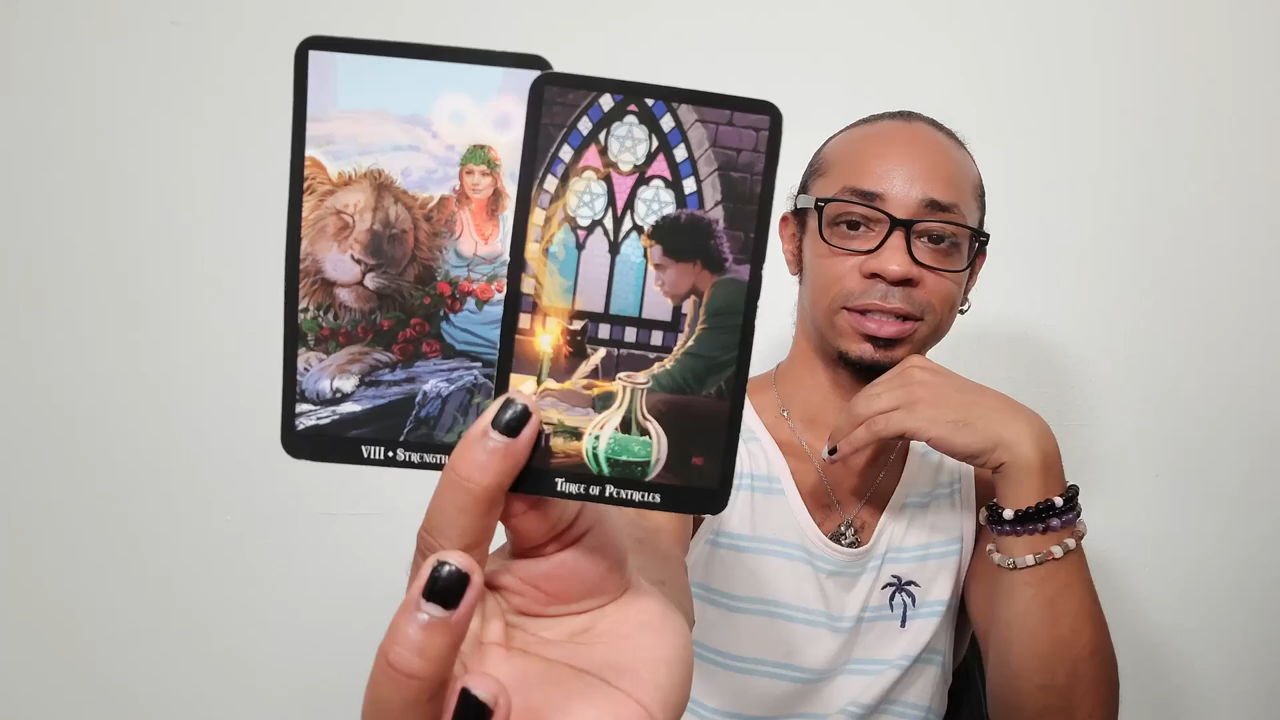 VIII ✦ STRENGTH
THREE OF PENTACLES